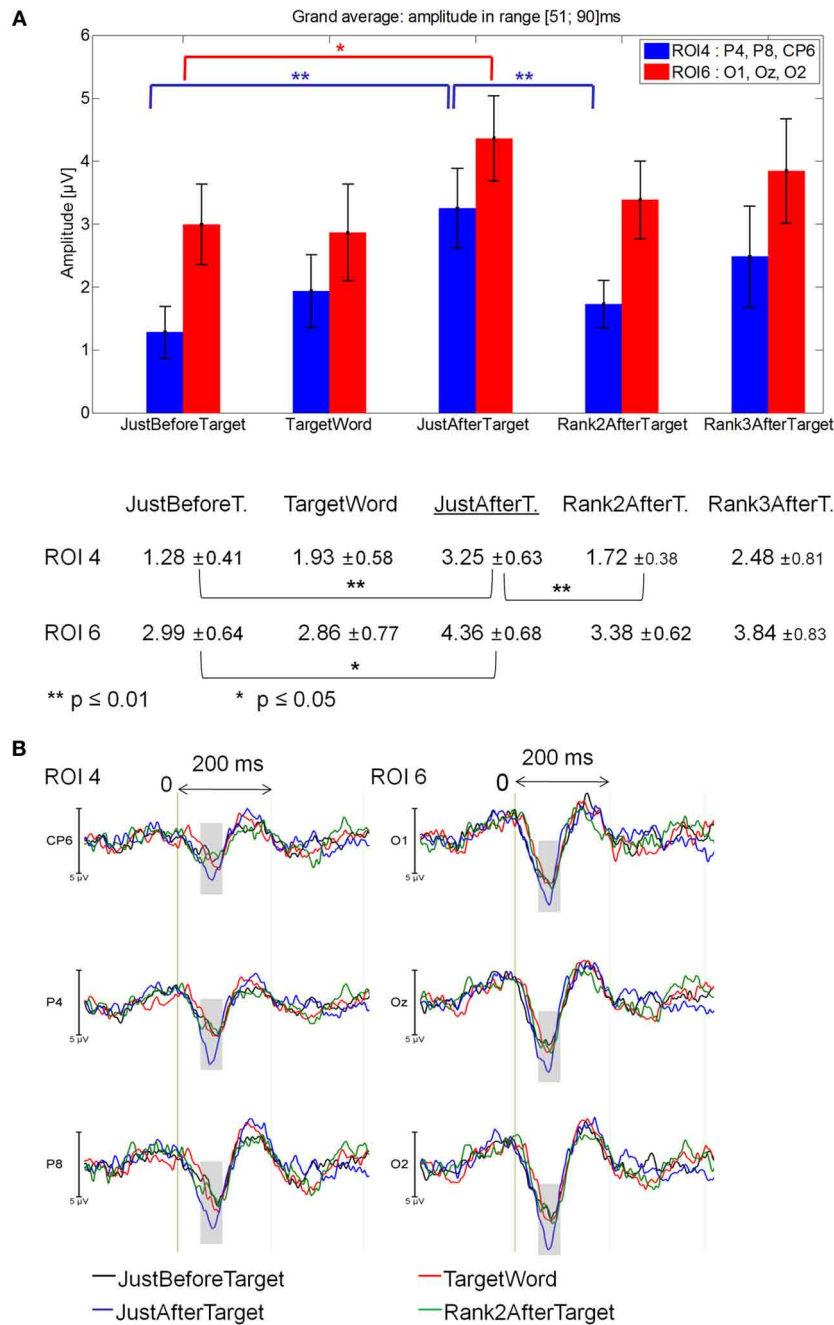 A
Grand average: amplitude in range [51; 90]ms
ROI4 : P4, P8, CP6
ROI6 : O1, Oz, O2
*
** **
Amplitude [µV]
6
5
4
3
2
1
0
JustBeforeTarget TargetWord JustAfterTarget Rank2AfterTarget Rank3AfterTarget
JustBeforeT. TargetWord JustAfterT. Rank2AfterT. Rank3AfterT.
ROI 4 1.28 ±0.41 1.93 ±0.58 3.25 ±0.63 1.72 ±0.38 2.48 ±0.81
** **
ROI 6 2.99 ±0.64 2.86 ±0.77 4.36 ±0.68 3.38 ±0.62 3.84 ±0.83
*
** p ≤ 0.01 * p ≤ 0.05
B
ROI 4 0 200 ms ROI 6 0 200 ms
CP6 O1
5 µV 5 µV
P4 Oz
5 µV 5 µV
P8 O2
5 µV 5 µV
JustBeforeTarget TargetWord
JustAfterTarget Rank2AfterTarget